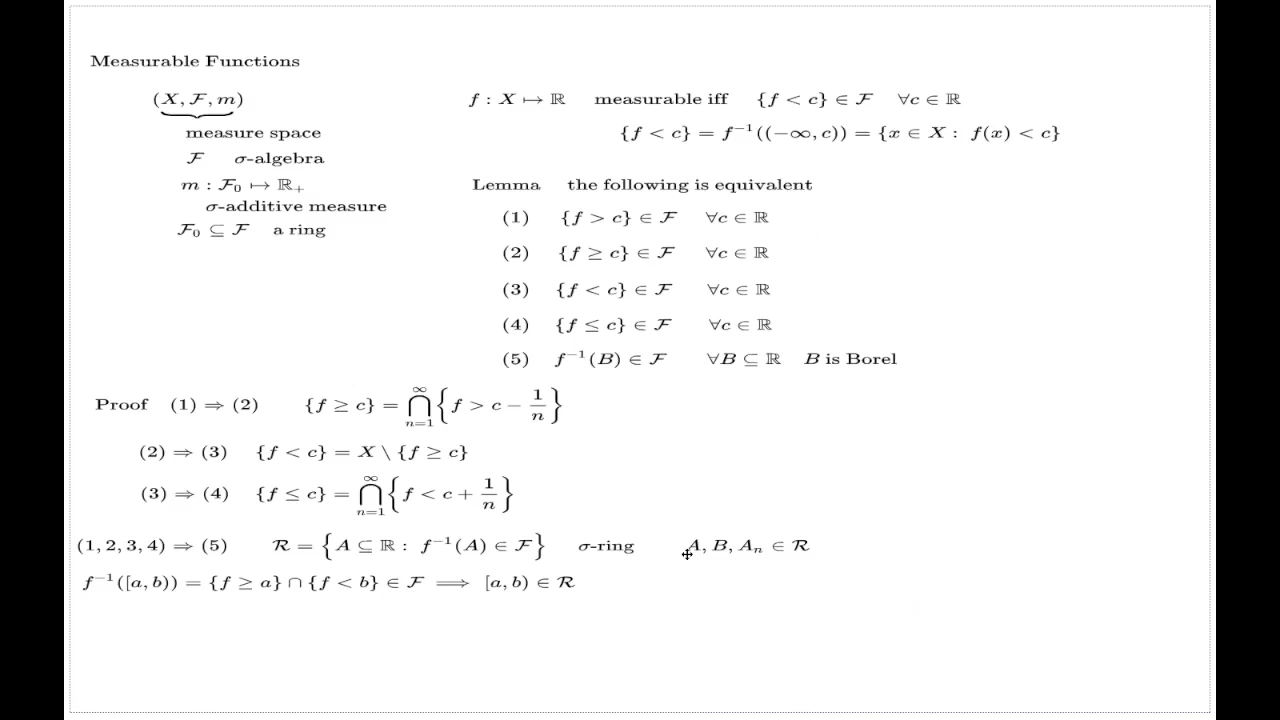 Measurable Functions
(X, ℱ, m)
measure space
ℱ σ-algebra
m : ℱ₀ ↦ ℝ₊
σ-additive measure
ℱ₀ ⊆ ℱ a ring
f : X ↦ ℝ measurable iff {f < c} ∈ ℱ ∀c ∈ ℝ
{f < c} = f⁻¹((−∞, c)) = {x ∈ X : f(x) < c}
Lemma the following is equivalent
(1) {f > c} ∈ ℱ ∀c ∈ ℝ
(2) {f ≥ c} ∈ ℱ ∀c ∈ ℝ
(3) {f < c} ∈ ℱ ∀c ∈ ℝ
(4) {f ≤ c} ∈ ℱ ∀c ∈ ℝ
(5) f⁻¹(B) ∈ ℱ ∀B ⊆ ℝ B is Borel
Proof (1) ⇒ (2) {f ≥ c} = ⋂_{n=1}^{∞} {f > c − 1/n}
(2) ⇒ (3) {f < c} = X \ {f ≥ c}
(3) ⇒ (4) {f ≤ c} = ⋂_{n=1}^{∞} {f < c + 1/n}
(1, 2, 3, 4) ⇒ (5) ℛ = {A ⊆ ℝ : f⁻¹(A) ∈ ℱ} σ-ring A, B, Aₙ ∈ ℛ
f⁻¹([a, b)) = {f ≥ a} ∩ {f < b} ∈ ℱ ⟹ [a, b) ∈ ℛ